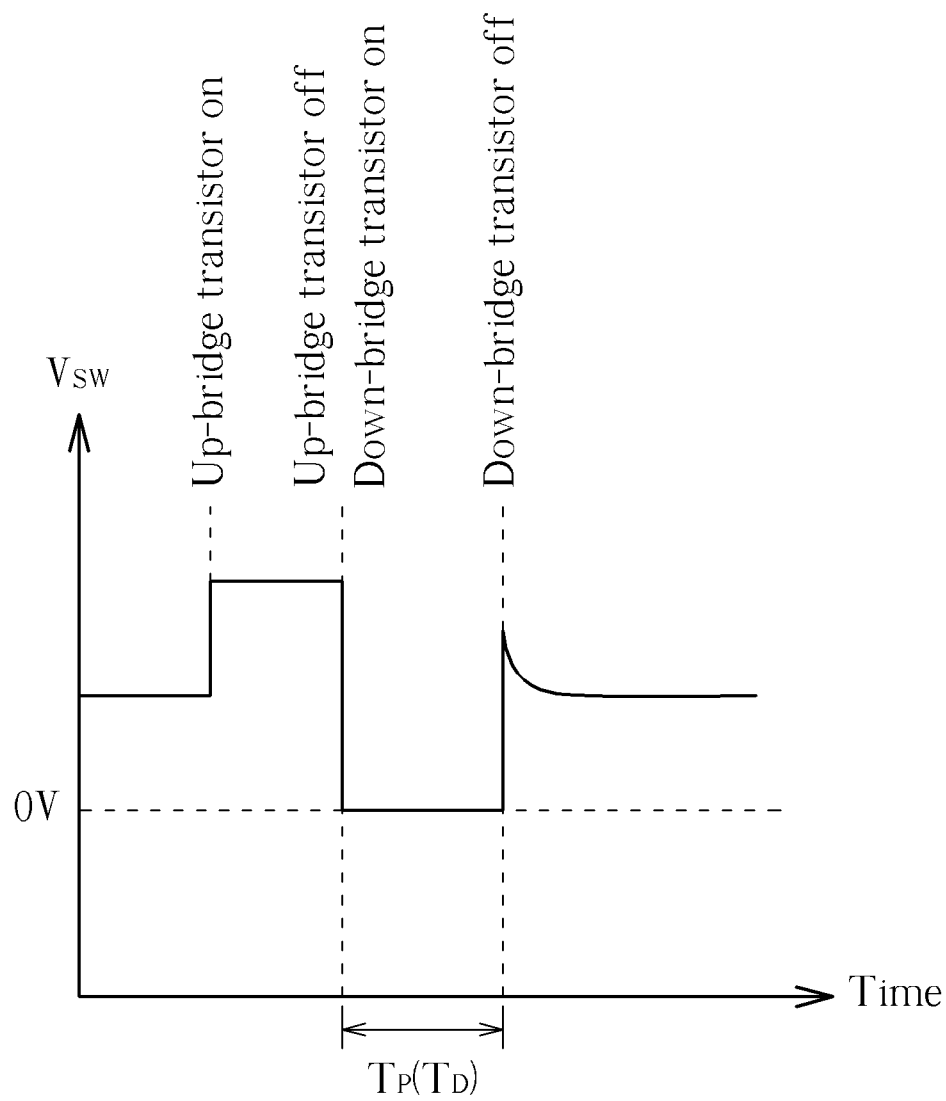 Up-bridge transistor on
Up-bridge transistor off
Down-bridge transistor on
Down-bridge transistor off
VSW
0V
Time
TP(TD)